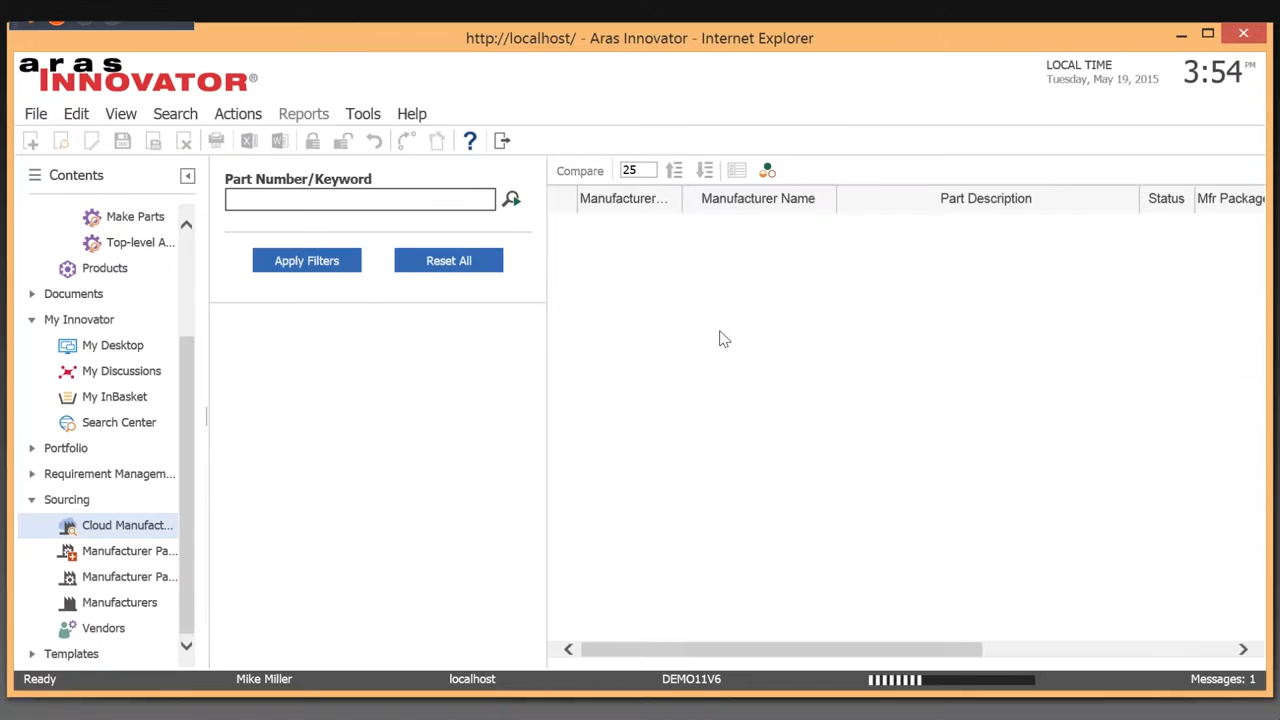 http://localhost/ - Aras Innovator - Internet Explorer
aras
INNOVATOR®
LOCAL TIME
Tuesday, May 19, 2015
3:54 PM
File Edit View Search Actions Reports Tools Help
Contents
Make Parts
Top-level A...
Products
Documents
My Innovator
My Desktop
My Discussions
My InBasket
Search Center
Portfolio
Requirement Managem...
Sourcing
Cloud Manufact...
Manufacturer Pa...
Manufacturer Pa...
Manufacturers
Vendors
Templates
Part Number/Keyword
Apply Filters Reset All
Compare 25
Manufacturer... Manufacturer Name Part Description Status Mfr Package
Ready Mike Miller localhost DEMO11V6 Messages: 1